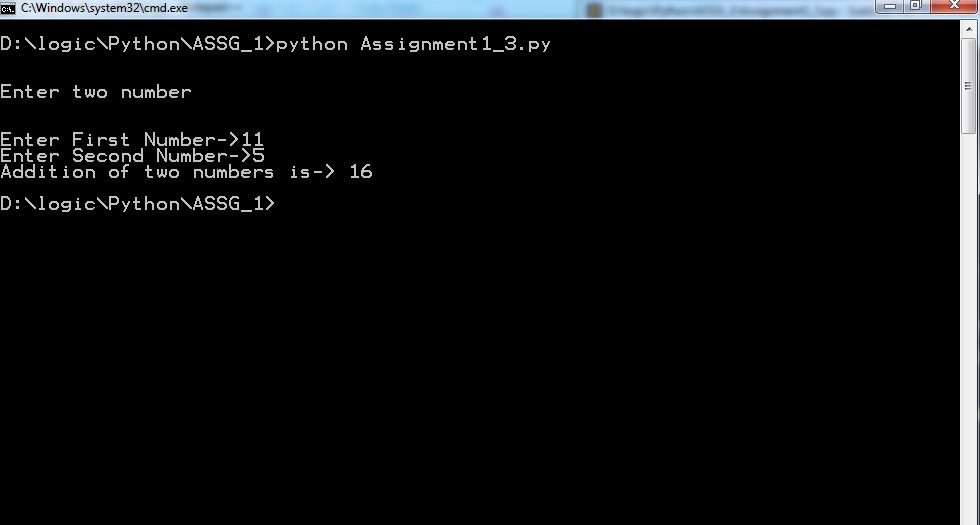 C:\Windows\system32\cmd.exe
D:\logic\Python\ASSG_1>python Assignment1_3.py
Enter two number
Enter First Number->11
Enter Second Number->5
Addition of two numbers is-> 16
D:\logic\Python\ASSG_1>